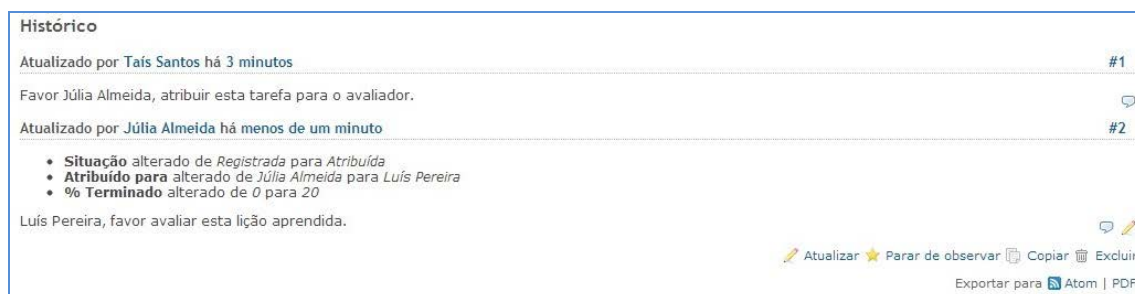 Histórico
Atualizado por Taís Santos há 3 minutos #1
Favor Júlia Almeida, atribuir esta tarefa para o avaliador.
Atualizado por Júlia Almeida há menos de um minuto #2
• Situação alterado de Registrada para Atribuída
• Atribuído para alterado de Júlia Almeida para Luís Pereira
• % Terminado alterado de 0 para 20
Luís Pereira, favor avaliar esta lição aprendida.
Atualizar Parar de observar Copiar Excluir
Exportar para Atom | PDF